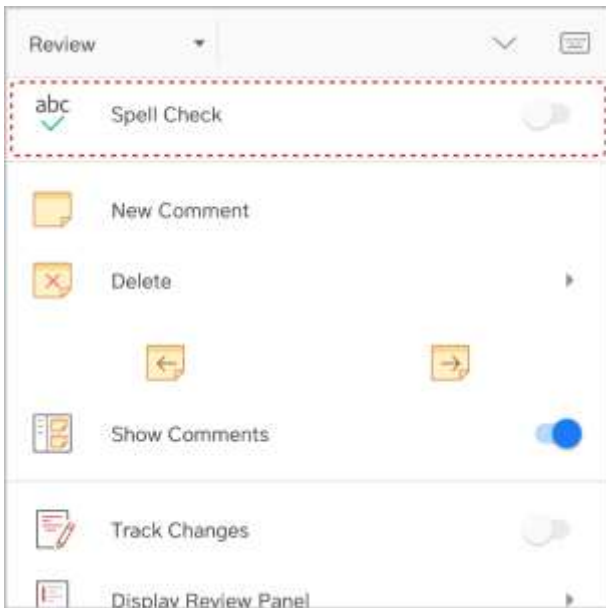 Review
abc
Spell Check
New Comment
Delete
Show Comments
Track Changes
Display Review Panel